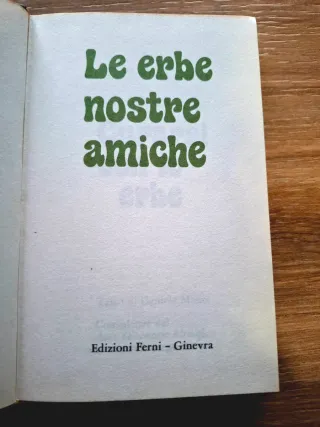 Le erbe
nostre
amiche
Edizioni Ferni – Ginevra